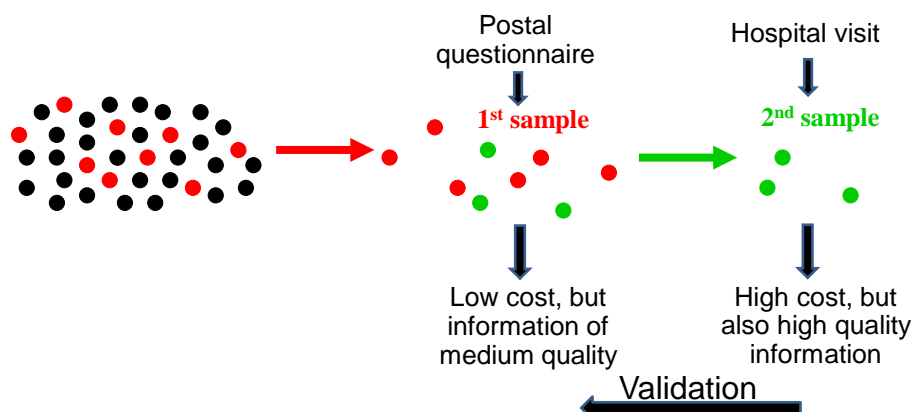 Postal
questionnaire
Hospital visit
1st sample
2nd sample
Low cost, but
information of
medium quality
High cost, but
also high quality
information
Validation